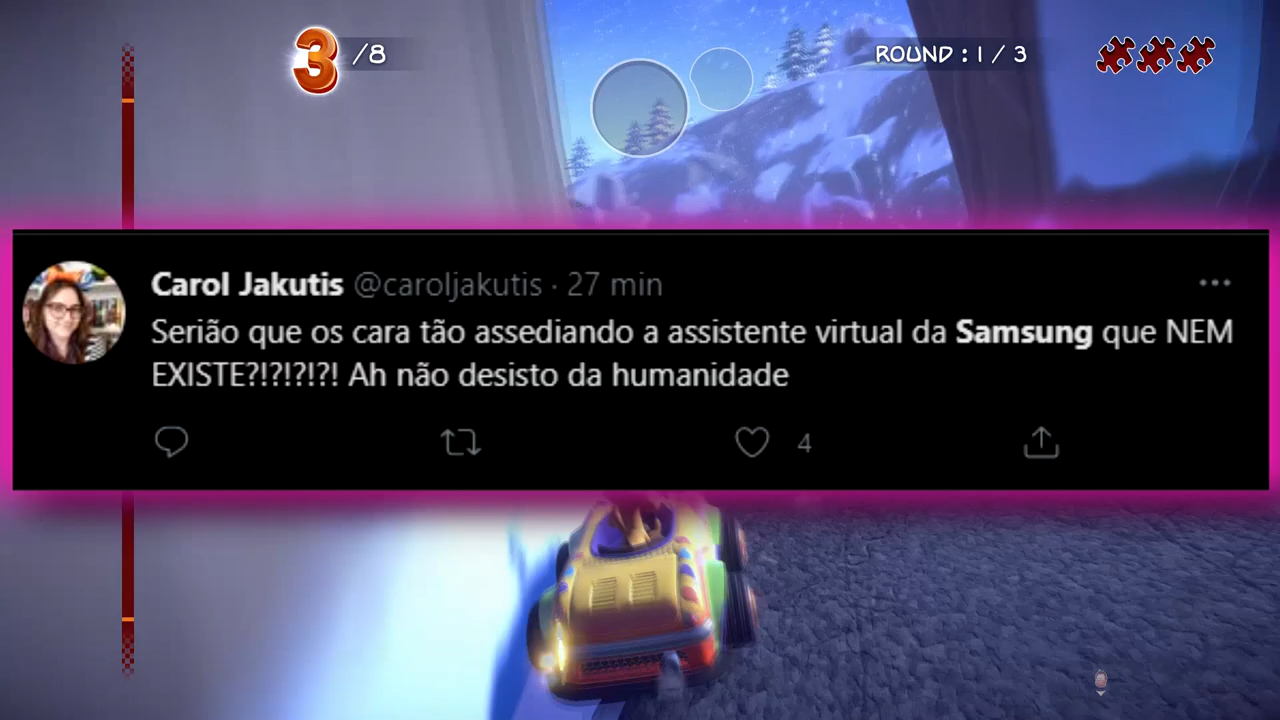 3 /8
ROUND : 1 / 3
Carol Jakutis @caroljakutis · 27 min
Serião que os cara tão assediando a assistente virtual da Samsung que NEM
EXISTE?!?!?!?! Ah não desisto da humanidade
4